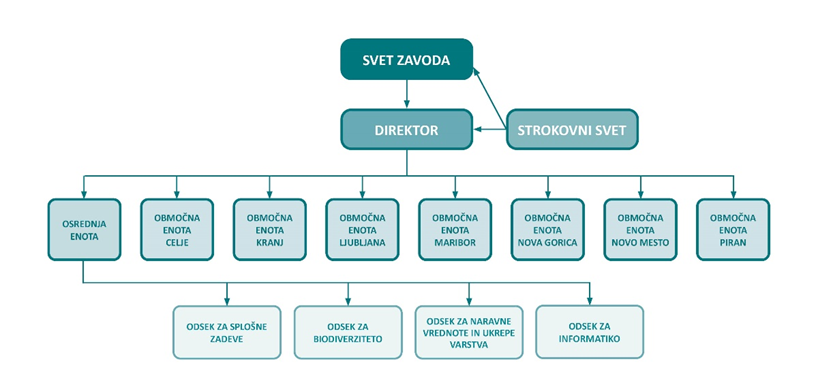 SVET ZAVODA
DIREKTOR
STROKOVNI SVET
OSREDNJA
ENOTA
OBMOČNA
ENOTA
CELJE
OBMOČNA
ENOTA
KRANJ
OBMOČNA
ENOTA
LJUBLJANA
OBMOČNA
ENOTA
MARIBOR
OBMOČNA
ENOTA
NOVA GORICA
OBMOČNA
ENOTA
NOVO MESTO
OBMOČNA
ENOTA
PIRAN
ODSEK ZA SPLOŠNE
ZADEVE
ODSEK ZA
BIODIVERZITETO
ODSEK ZA NARAVNE
VREDNOTE IN UKREPE
VARSTVA
ODSEK ZA
INFORMATIKO